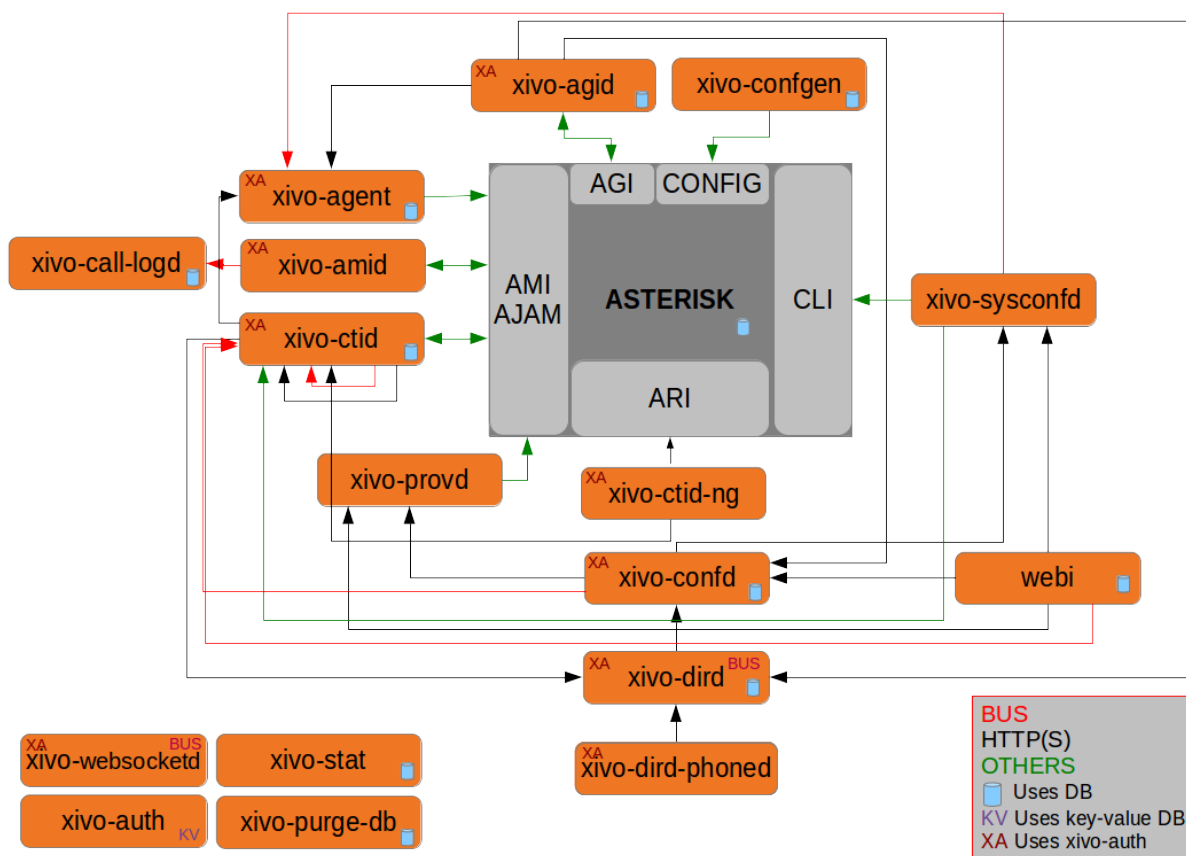 XA
xivo-agid
xivo-confgen
AGI
CONFIG
XA
xivo-agent
xivo-call-logd
XA
xivo-amid
AMI
AJAM
ASTERISK
CLI
xivo-sysconfd
XA
xivo-ctid
ARI
xivo-provd
XA
xivo-ctid-ng
XA
xivo-confd
webi
XA
BUS
xivo-dird
XA
xivo-dird-phoned
XA
BUS
xivo-websocketd
xivo-stat
xivo-auth
KV
xivo-purge-db
BUS
HTTP(S)
OTHERS
Uses DB
KV Uses key-value DB
XA Uses xivo-auth